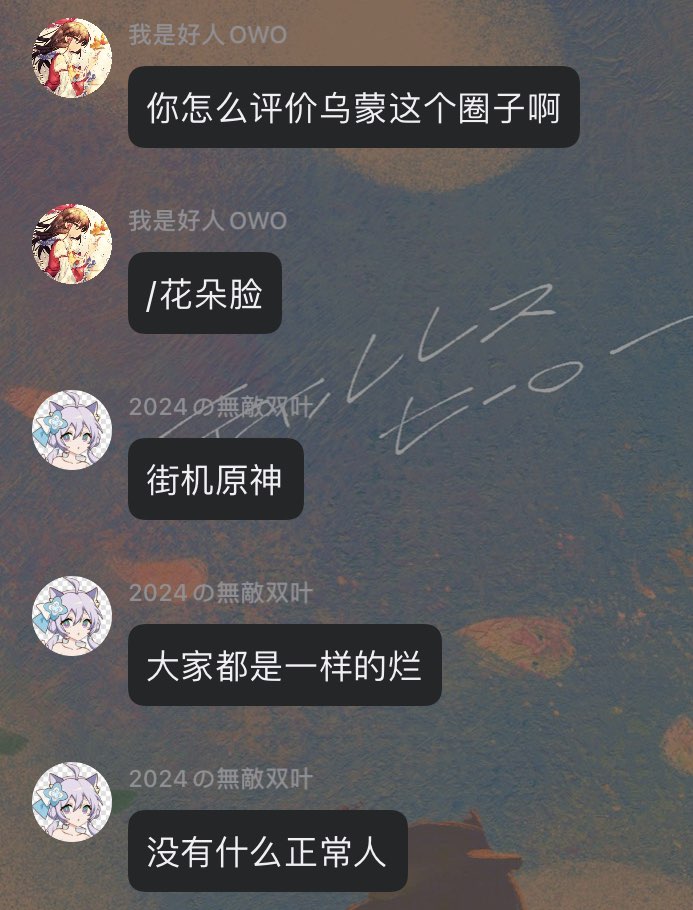 我是好人OWO
你怎么评价乌蒙这个圈子啊
我是好人OWO
/花朵脸
2024の無敵双叶
街机原神
2024の無敵双叶
大家都是一样的烂
2024の無敵双叶
没有什么正常人